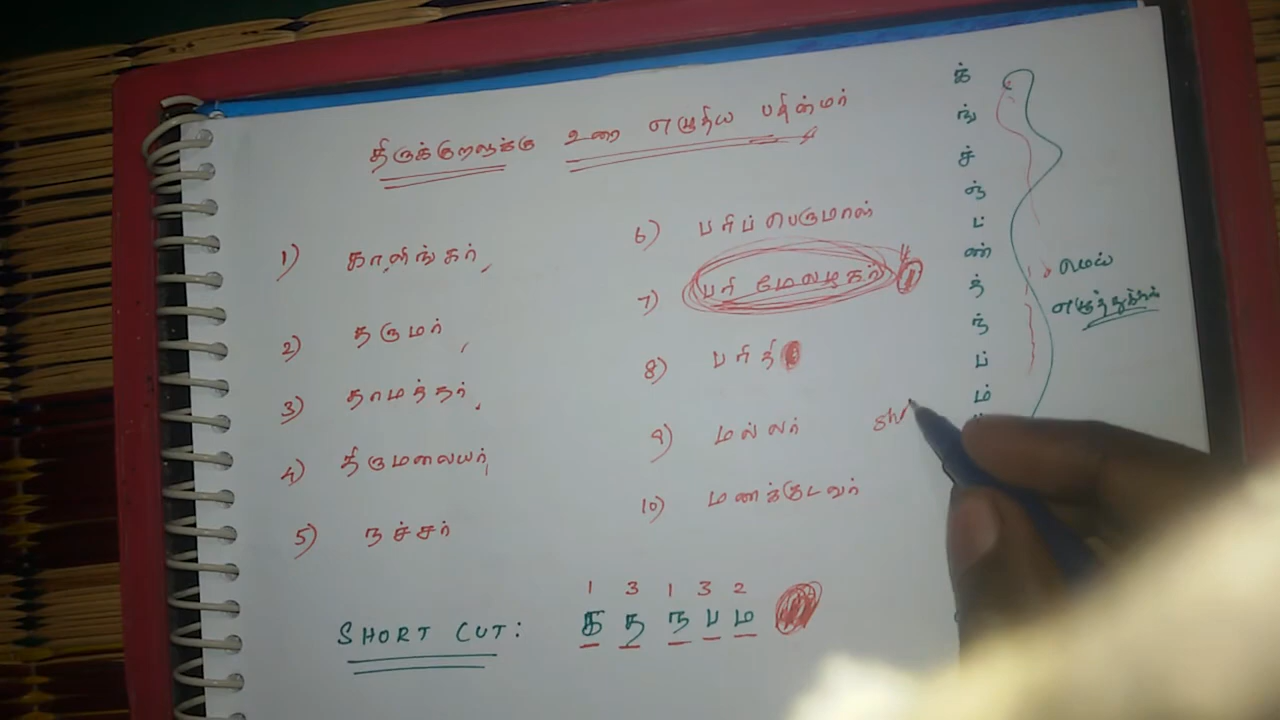 திருக்குறளுக்கு உரை எழுதிய பதின்மர்
1) காளிங்கர்
2) தருமர்
3) தாமத்தர்
4) திருமலையர்
5) நச்சர்
6) பரிப் பெருமாள்
7) பரி மேலழகர்
8) பரிதி
9) மல்லர்
10) மணக்குடவர்
1 3 1 3 2
SHORT CUT: க த ந ப ம
க்
ங்
ச்
ஞ்
ட்
ண்
த்
ந்
ப்
ம்
மெய்
எழுத்துக்கள்